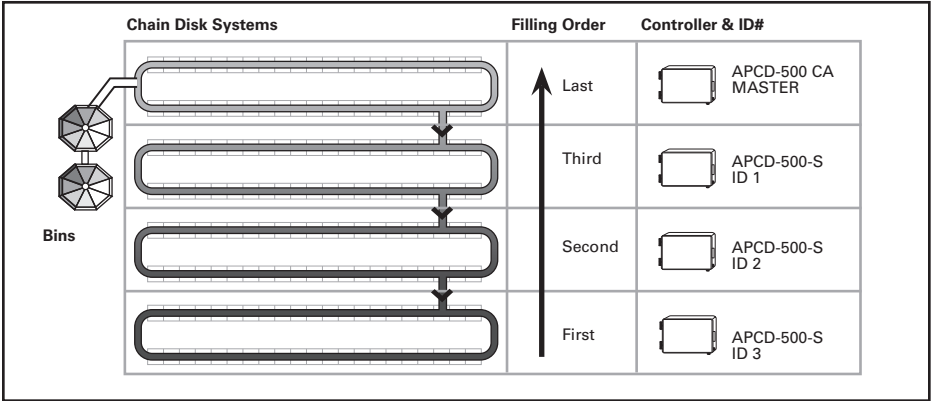 Chain Disk Systems
Filling Order
Controller & ID#
Last
APCD-500 CA
MASTER
Third
APCD-500-S
ID 1
Bins
Second
APCD-500-S
ID 2
First
APCD-500-S
ID 3